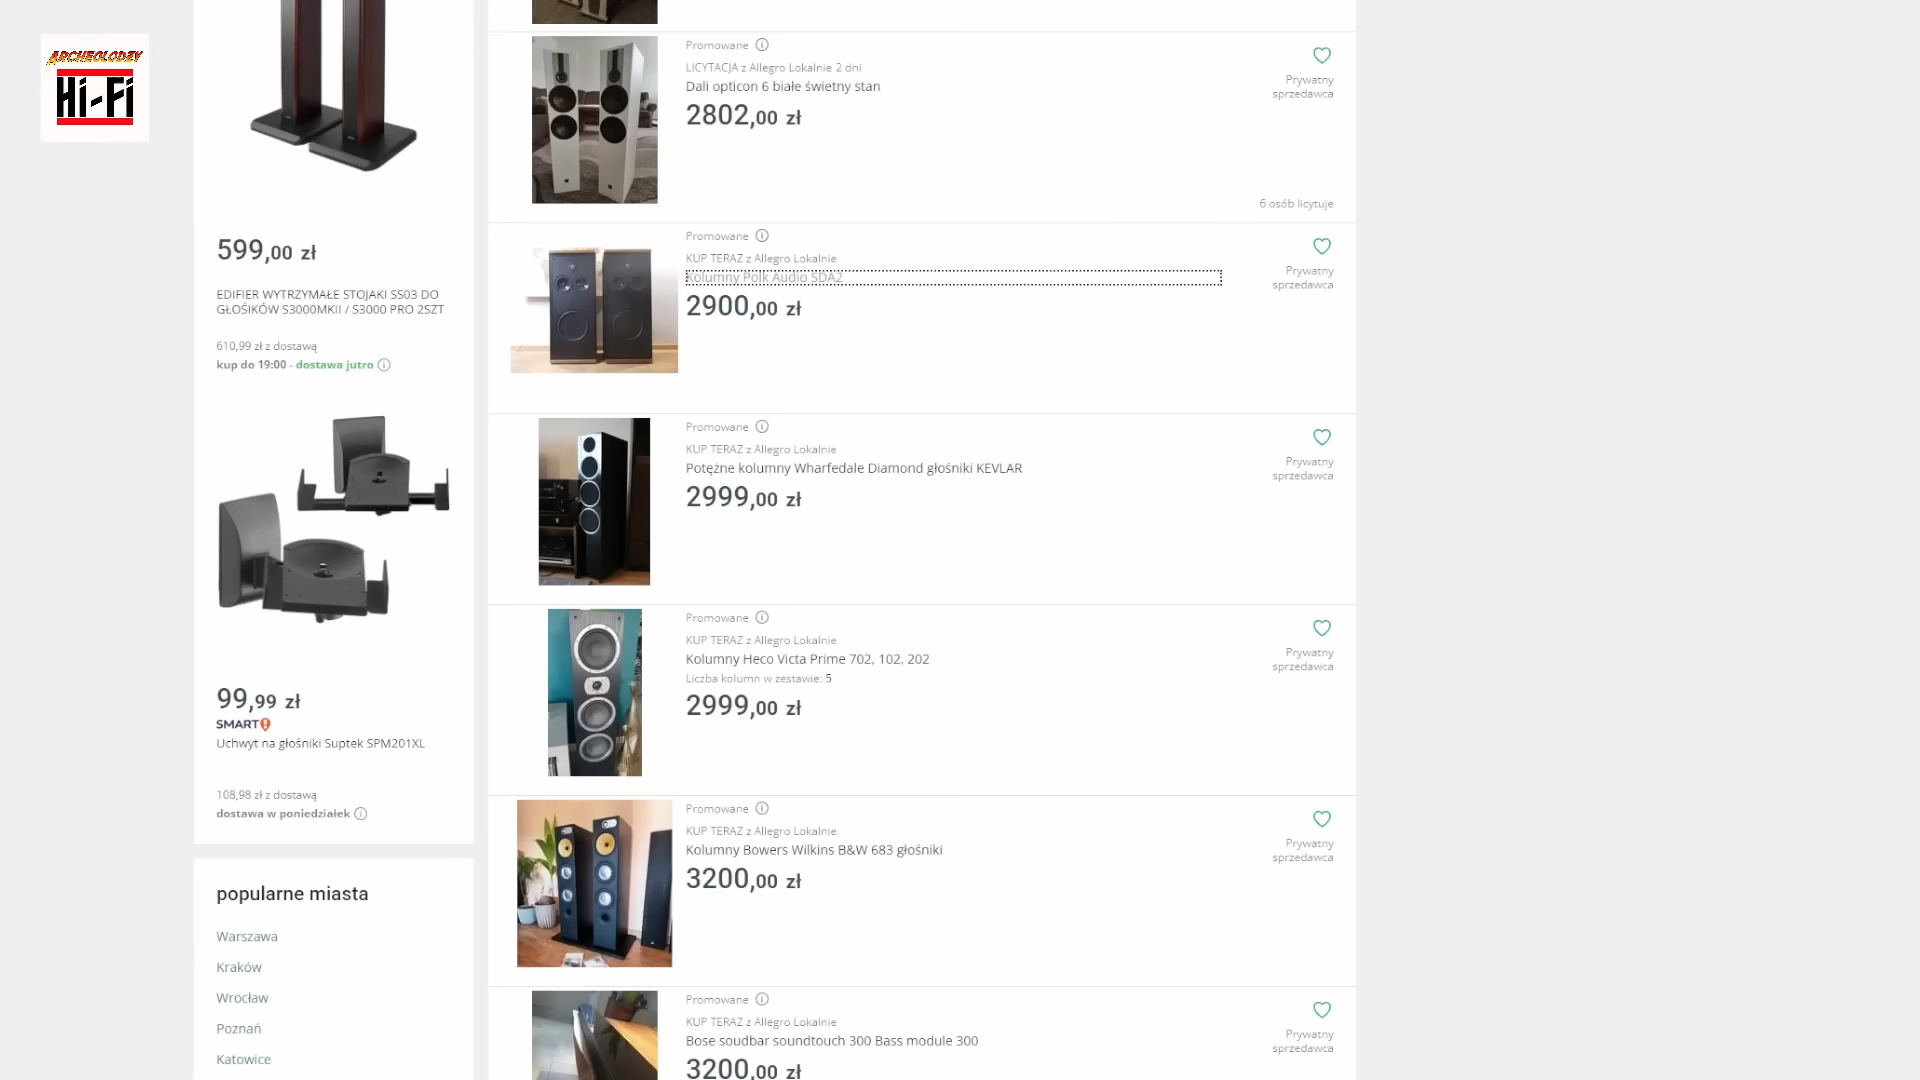 ARCHEOLODZY
Hi-Fi
599,00 zł
EDIFIER WYTRZYMAŁE STOJAKI SS03 DO
GŁOŚIKÓW S3000MKII / S3000 PRO 2SZT
610,99 zł z dostawą
kup do 19:00 - dostawa jutro
99,99 zł
SMART!
Uchwyt na głośniki Suptek SPM201XL
108,98 zł z dostawą
dostawa w poniedziałek
popularne miasta
Warszawa
Kraków
Wrocław
Poznań
Katowice
Promowane
LICYTACJA z Allegro Lokalnie 2 dni
Dali opticon 6 białe świetny stan
2802,00 zł
Prywatny
sprzedawca
6 osób licytuje
Promowane
KUP TERAZ z Allegro Lokalnie
Kolumny Polk Audio SDA2
2900,00 zł
Prywatny
sprzedawca
Promowane
KUP TERAZ z Allegro Lokalnie
Potężne kolumny Wharfedale Diamond głośniki KEVLAR
2999,00 zł
Prywatny
sprzedawca
Promowane
KUP TERAZ z Allegro Lokalnie
Kolumny Heco Victa Prime 702, 102, 202
Liczba kolumn w zestawie: 5
2999,00 zł
Prywatny
sprzedawca
Promowane
KUP TERAZ z Allegro Lokalnie
Kolumny Bowers Wilkins B&W 683 głośniki
3200,00 zł
Prywatny
sprzedawca
Promowane
KUP TERAZ z Allegro Lokalnie
Bose soudbar soundtouch 300 Bass module 300
3200,00 zł
Prywatny
sprzedawca